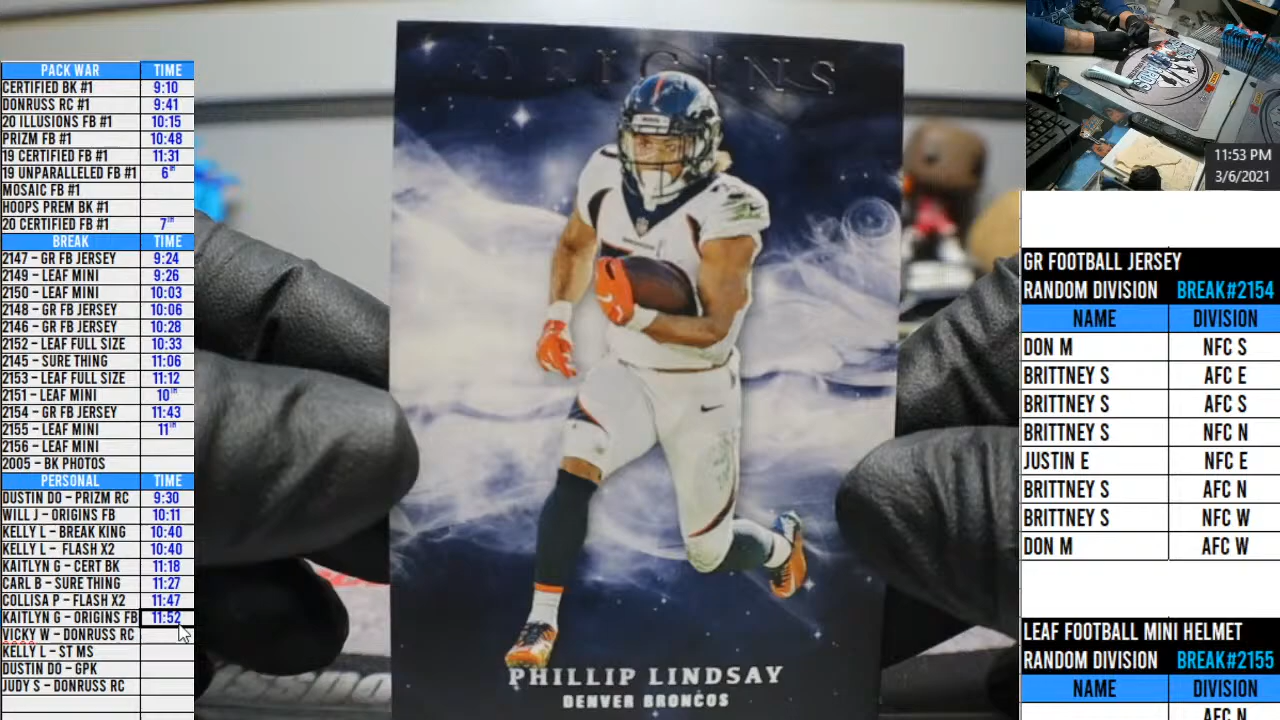 PACK WAR TIME
CERTIFIED BK #1 9:10
DONRUSS RC #1 9:41
20 ILLUSIONS FB #1 10:15
PRIZM FB #1 10:48
19 CERTIFIED FB #1 11:31
19 UNPARALLELED FB #1 6TH
MOSAIC FB #1
HOOPS PREM BK #1
20 CERTIFIED FB #1 7TH
BREAK TIME
2147 – GR FB JERSEY 9:24
2149 – LEAF MINI 9:26
2150 – LEAF MINI 10:03
2148 – GR FB JERSEY 10:06
2146 – GR FB JERSEY 10:28
2152 – LEAF FULL SIZE 10:33
2145 – SURE THING 11:06
2153 – LEAF FULL SIZE 11:12
2151 – LEAF MINI 10TH
2154 – GR FB JERSEY 11:43
2155 – LEAF MINI 11TH
2156 – LEAF MINI
2005 – BK PHOTOS
PERSONAL TIME
DUSTIN DO – PRIZM RC 9:30
WILL J – ORIGINS FB 10:11
KELLY L – BREAK KING 10:40
KELLY L – FLASH X2 10:40
KAITLYN G – CERT BK 11:18
CARL B – SURE THING 11:27
COLLISA P – FLASH X2 11:47
KAITLYN G – ORIGINS FB 11:52
VICKY W – DONRUSS RC
KELLY L – ST MS
DUSTIN DO – GPK
JUDY S – DONRUSS RC
ORIGINS
PHILLIP LINDSAY
DENVER BRONCOS
11:53 PM
3/6/2021
GR FOOTBALL JERSEY
RANDOM DIVISION BREAK#2154
NAME DIVISION
DON M NFC S
BRITTNEY S AFC E
BRITTNEY S AFC S
BRITTNEY S NFC N
JUSTIN E NFC E
BRITTNEY S AFC N
BRITTNEY S NFC W
DON M AFC W
LEAF FOOTBALL MINI HELMET
RANDOM DIVISION BREAK#2155
NAME DIVISION
AFC N